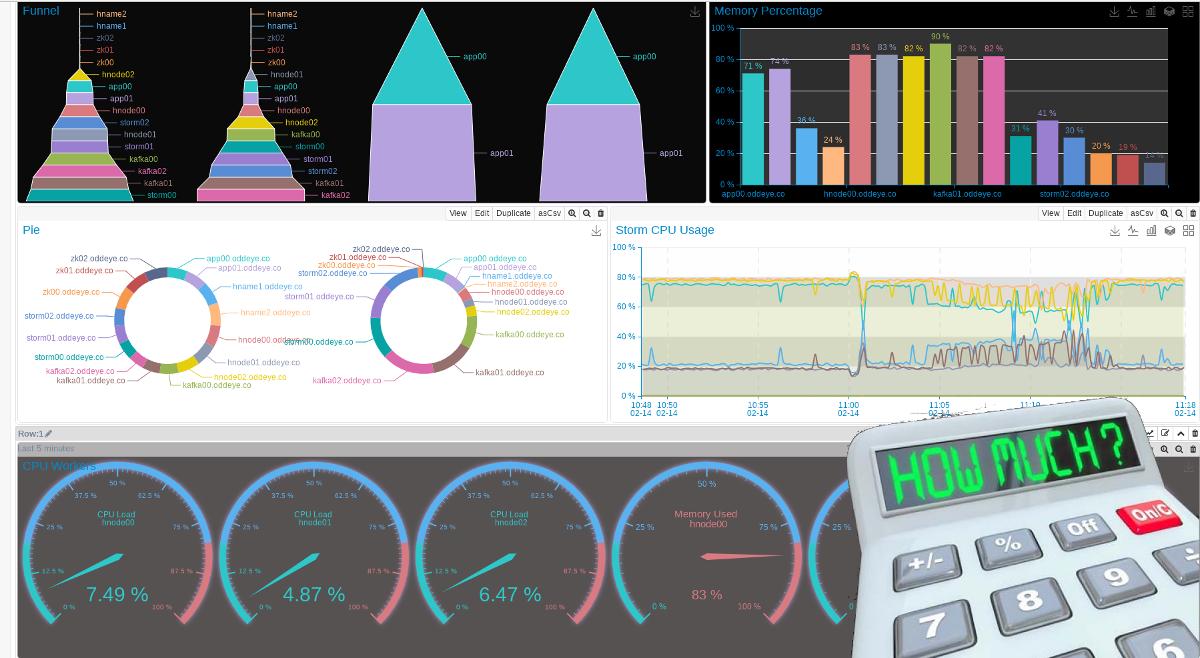 Funnel
hname2
hname1
zk02
zk01
zk00
hnode02
app00
app01
hnode00
storm02
hnode01
storm01
kafka00
kafka02
kafka01
storm00
hname2
hname1
zk02
zk01
zk00
hnode01
app00
app01
hnode00
hnode02
kafka00
storm00
storm01
storm02
kafka01
kafka02
app00
app01
app00
app01
Memory Percentage
100 %
80 %
60 %
40 %
20 %
0 %
71 %
74 %
36 %
24 %
83 %
83 %
82 %
90 %
82 %
82 %
31 %
41 %
30 %
20 %
19 %
14 %
app00.oddeye.co
hnode00.oddeye.co
kafka01.oddeye.co
storm02.oddeye.co
View Edit Duplicate asCsv
View Edit Duplicate asCsv
Pie
zk02.oddeye.co
zk01.oddeye.co
zk00.oddeye.co
storm02.oddeye.co
storm01.oddeye.co
storm00.oddeye.co
kafka02.oddeye.co
kafka01.oddeye.co
app00.oddeye.co
app01.oddeye.co
hname1.oddeye.co
hname2.oddeye.co
hnode00.oddeye.co
hnode01.oddeye.co
hnode02.oddeye.co
kafka00.oddeye.co
zk02.oddeye.co
zk01.oddeye.co
zk00.oddeye.co
storm02.oddeye.co
storm01.oddeye.co
storm00.oddeye.co
kafka02.oddeye.co
app00.oddeye.co
app01.oddeye.co
hname1.oddeye.co
hname2.oddeye.co
hnode00.oddeye.co
hnode01.oddeye.co
hnode02.oddeye.co
kafka00.oddeye.co
kafka01.oddeye.co
Storm CPU Usage
100 %
80 %
60 %
40 %
20 %
0 %
10:48
02-14
10:50
02-14
10:55
02-14
11:00
02-14
11:05
02-14
11:10
11:18
02-14
Row:1
Last 5 minutes
CPU Workers
0 %
12.5 %
25 %
37.5 %
50 %
62.5 %
75 %
87.5 %
100 %
CPU Load
hnode00
7.49 %
0 %
12.5 %
25 %
37.5 %
50 %
62.5 %
75 %
87.5 %
100 %
CPU Load
hnode01
4.87 %
0 %
12.5 %
25 %
37.5 %
50 %
62.5 %
75 %
87.5 %
100 %
CPU Load
hnode02
6.47 %
0 %
25 %
50 %
75 %
100 %
Memory Used
hnode00
83 %
0 %
25 %
HOW MUCH?
+/- % Off On/C
7 8 9 ÷
6